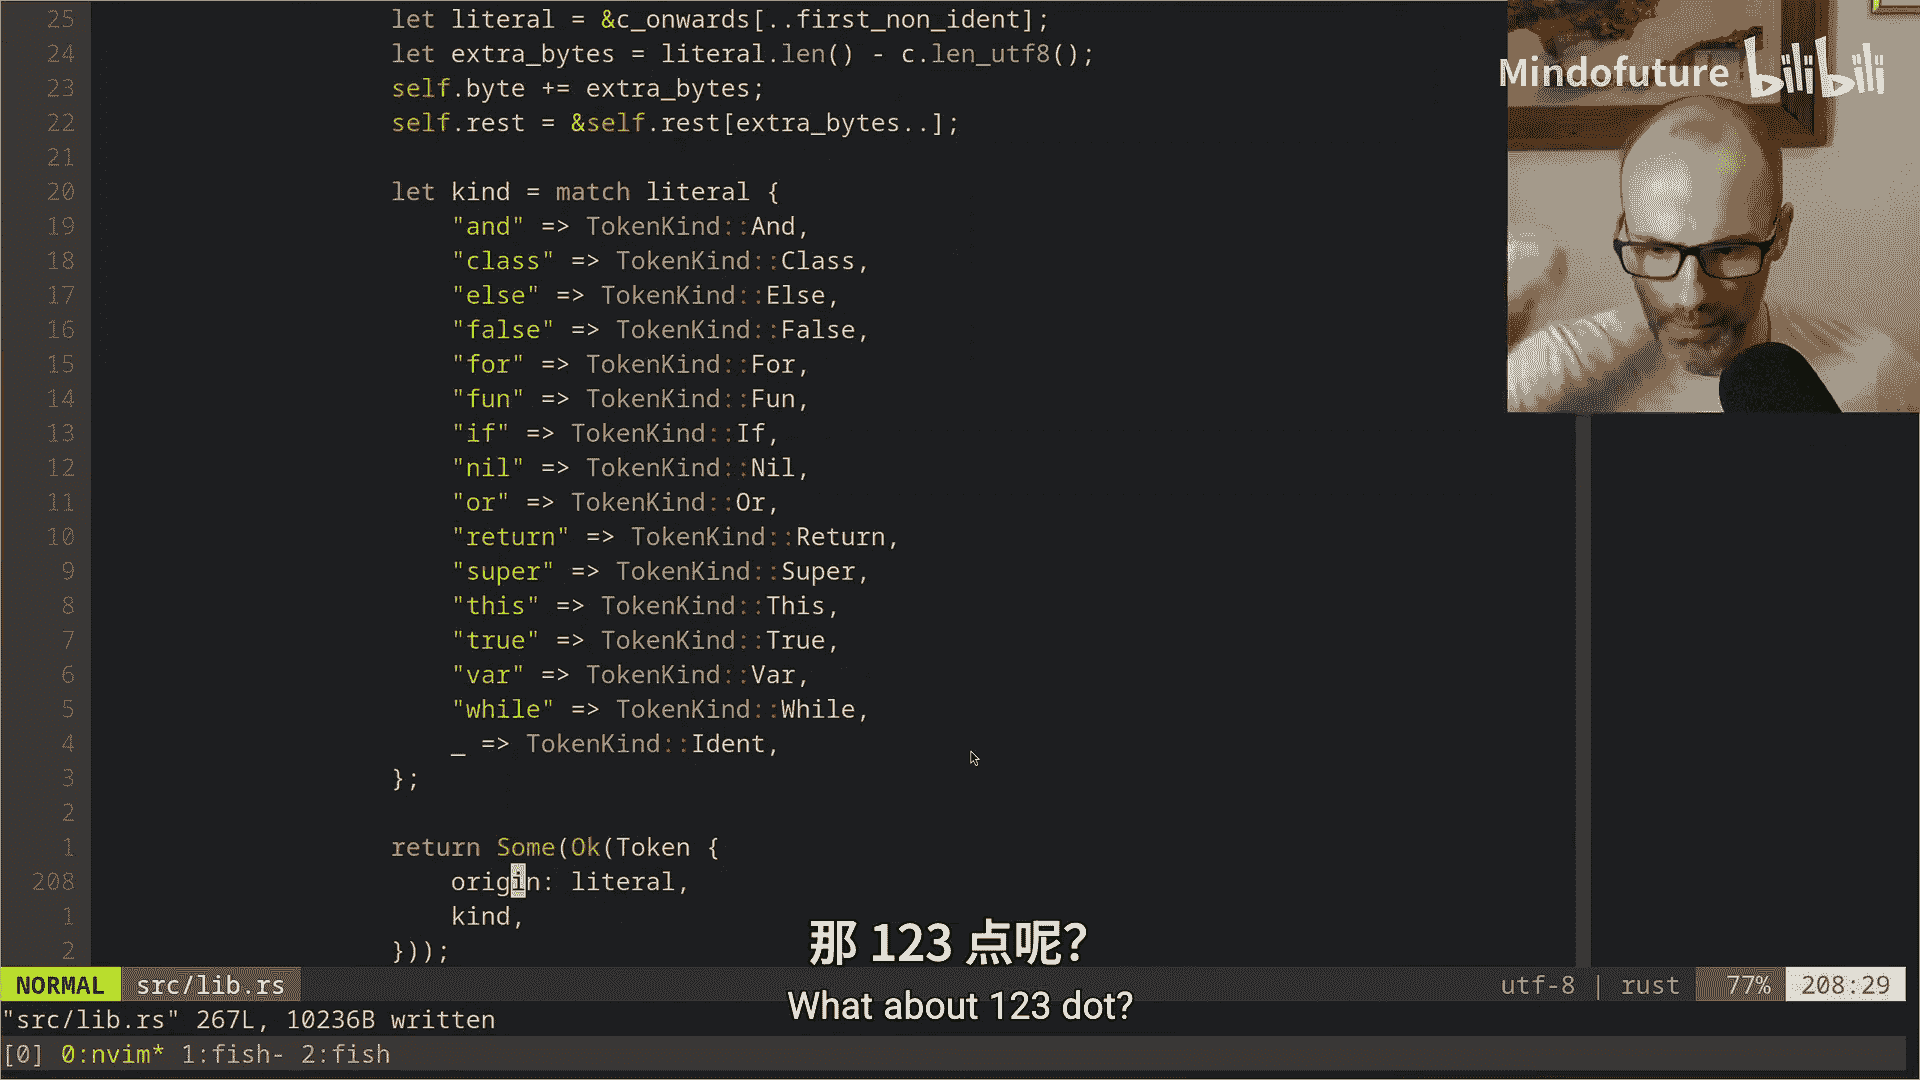 25 let literal = &c_onwards[..first_non_ident];
24 let extra_bytes = literal.len() - c.len_utf8();
23 self.byte += extra_bytes;
22 self.rest = &self.rest[extra_bytes..];
21
20 let kind = match literal {
19 "and" => TokenKind::And,
18 "class" => TokenKind::Class,
17 "else" => TokenKind::Else,
16 "false" => TokenKind::False,
15 "for" => TokenKind::For,
14 "fun" => TokenKind::Fun,
13 "if" => TokenKind::If,
12 "nil" => TokenKind::Nil,
11 "or" => TokenKind::Or,
10 "return" => TokenKind::Return,
9 "super" => TokenKind::Super,
8 "this" => TokenKind::This,
7 "true" => TokenKind::True,
6 "var" => TokenKind::Var,
5 "while" => TokenKind::While,
4 _ => TokenKind::Ident,
3 };
2
1 return Some(Ok(Token {
208 origin: literal,
1 kind,
2 }));
Mindofuture bilibili
那 123 点呢?
What about 123 dot?
NORMAL src/lib.rs utf-8 | rust 77% 208:29
"src/lib.rs" 267L, 10236B written
[0] 0:nvim* 1:fish- 2:fish